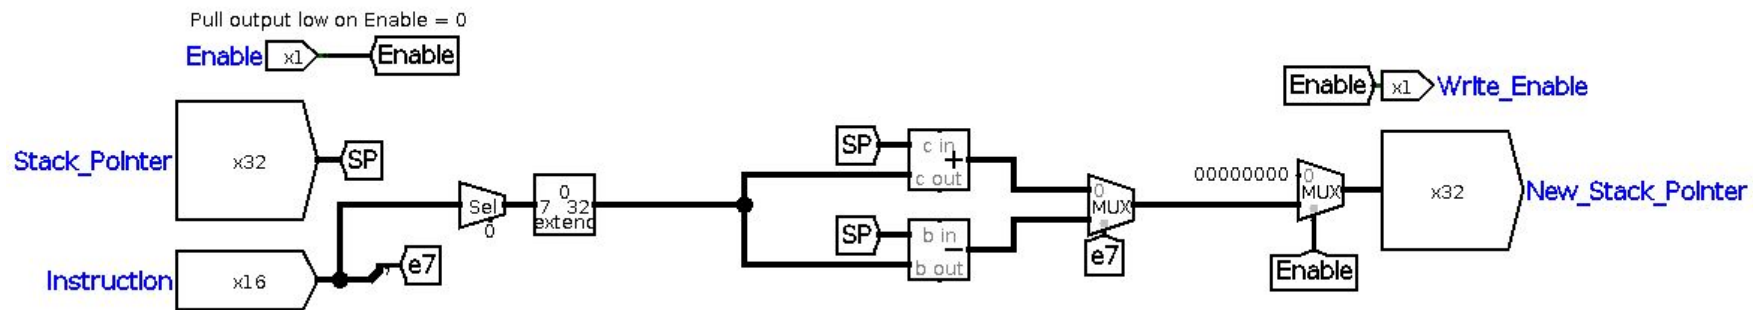 Pull output low on Enable = 0
Enable x1 Enable
Enable x1 Write_Enable
Stack_Pointer x32 SP
SP c in + c out
00000000 0 MUX x32 New_Stack_Pointer
Sel 0
0 7 32 extend
0 MUX
SP b in - b out
e7
Enable
Instruction x16 e7